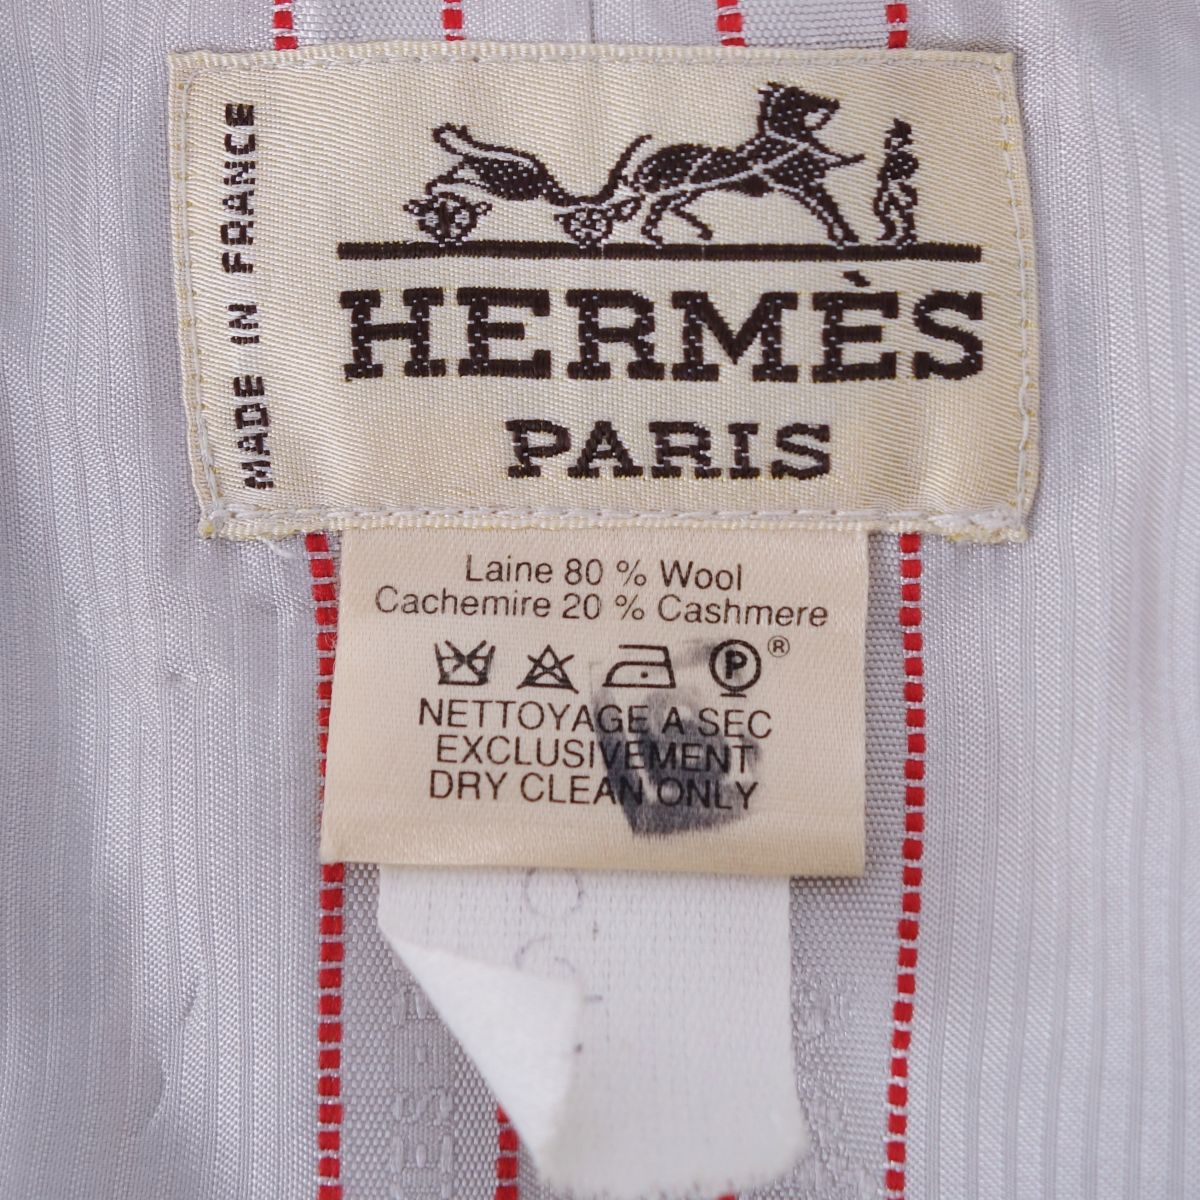 MADE IN FRANCE
HERMÈS
PARIS
Laine 80 % Wool
Cachemire 20 % Cashmere
P ®
NETTOYAGE A SEC
EXCLUSIVEMENT
DRY CLEAN ONLY